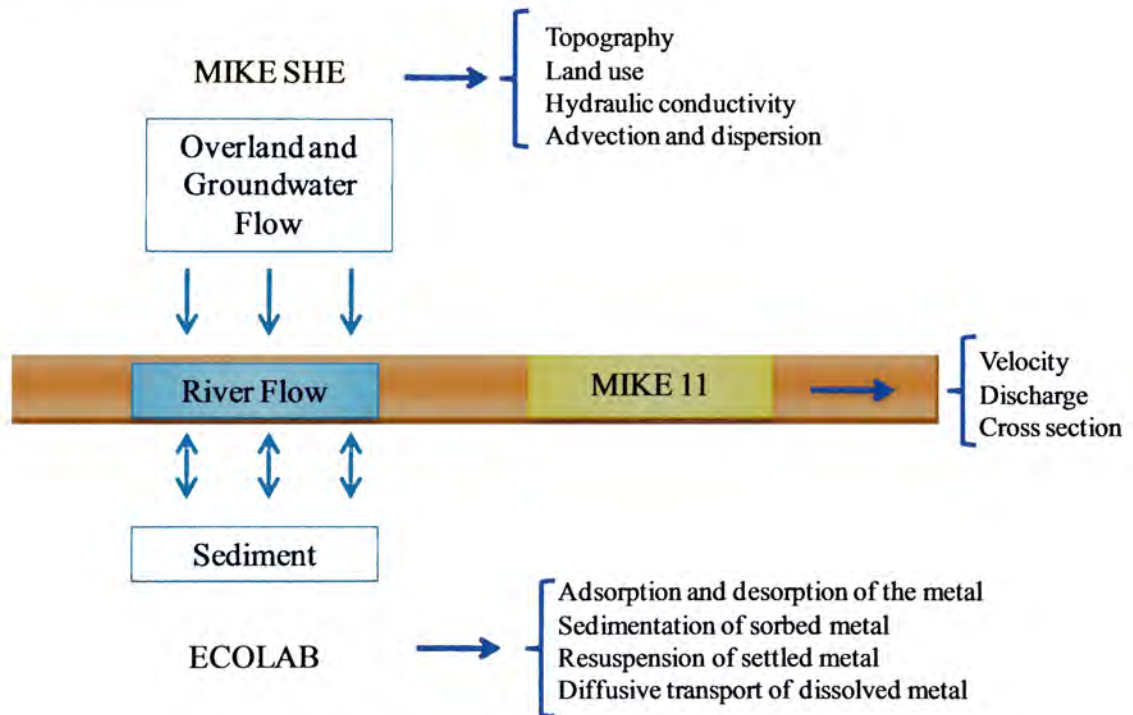 MIKE SHE
Topography
Land use
Hydraulic conductivity
Advection and dispersion
Overland and
Groundwater
Flow
River Flow
MIKE 11
Velocity
Discharge
Cross section
Sediment
ECOLAB
Adsorption and desorption of the metal
Sedimentation of sorbed metal
Resuspension of settled metal
Diffusive transport of dissolved metal